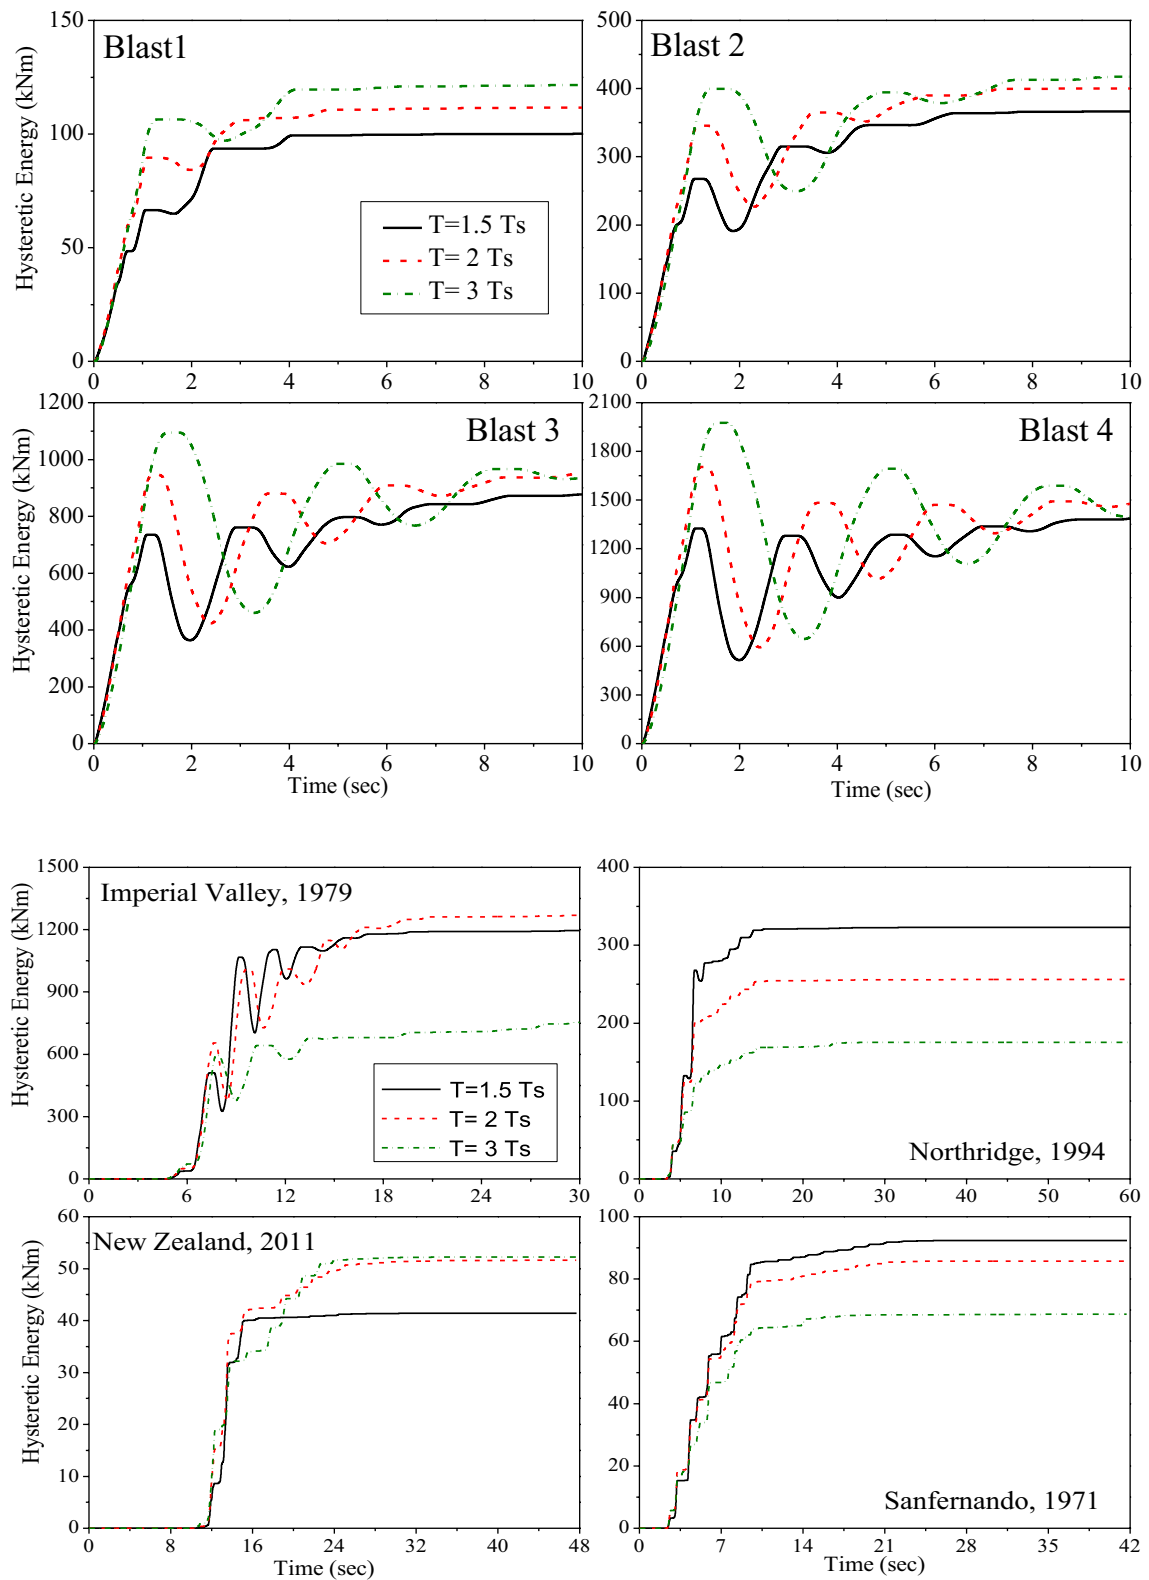 Blast1
Hysteretic Energy (kNm)
150
100
50
0
0 2 4 6 8 10
T=1.5 Ts
T= 2 Ts
T= 3 Ts
Blast 2
500
400
300
200
100
0
0 2 4 6 8 10
Blast 3
Hysteretic Energy (kNm)
1200
1000
800
600
400
200
0
0 2 4 6 8 10
Time (sec)
Blast 4
2100
1800
1500
1200
900
600
300
0
0 2 4 6 8 10
Time (sec)
Imperial Valley, 1979
Hysteretic Energy (kNm)
1500
1200
900
600
300
0
0 6 12 18 24 30
T=1.5 Ts
T= 2 Ts
T= 3 Ts
400
300
200
100
0
Northridge, 1994
0 5 10 15 20 30 40 50 60
New Zealand, 2011
Hysteretic Energy (kNm)
60
50
40
30
20
10
0
0 8 16 24 32 40 48
Time (sec)
100
80
60
40
20
0
Sanfernando, 1971
0 7 14 21 28 35 42
Time (sec)